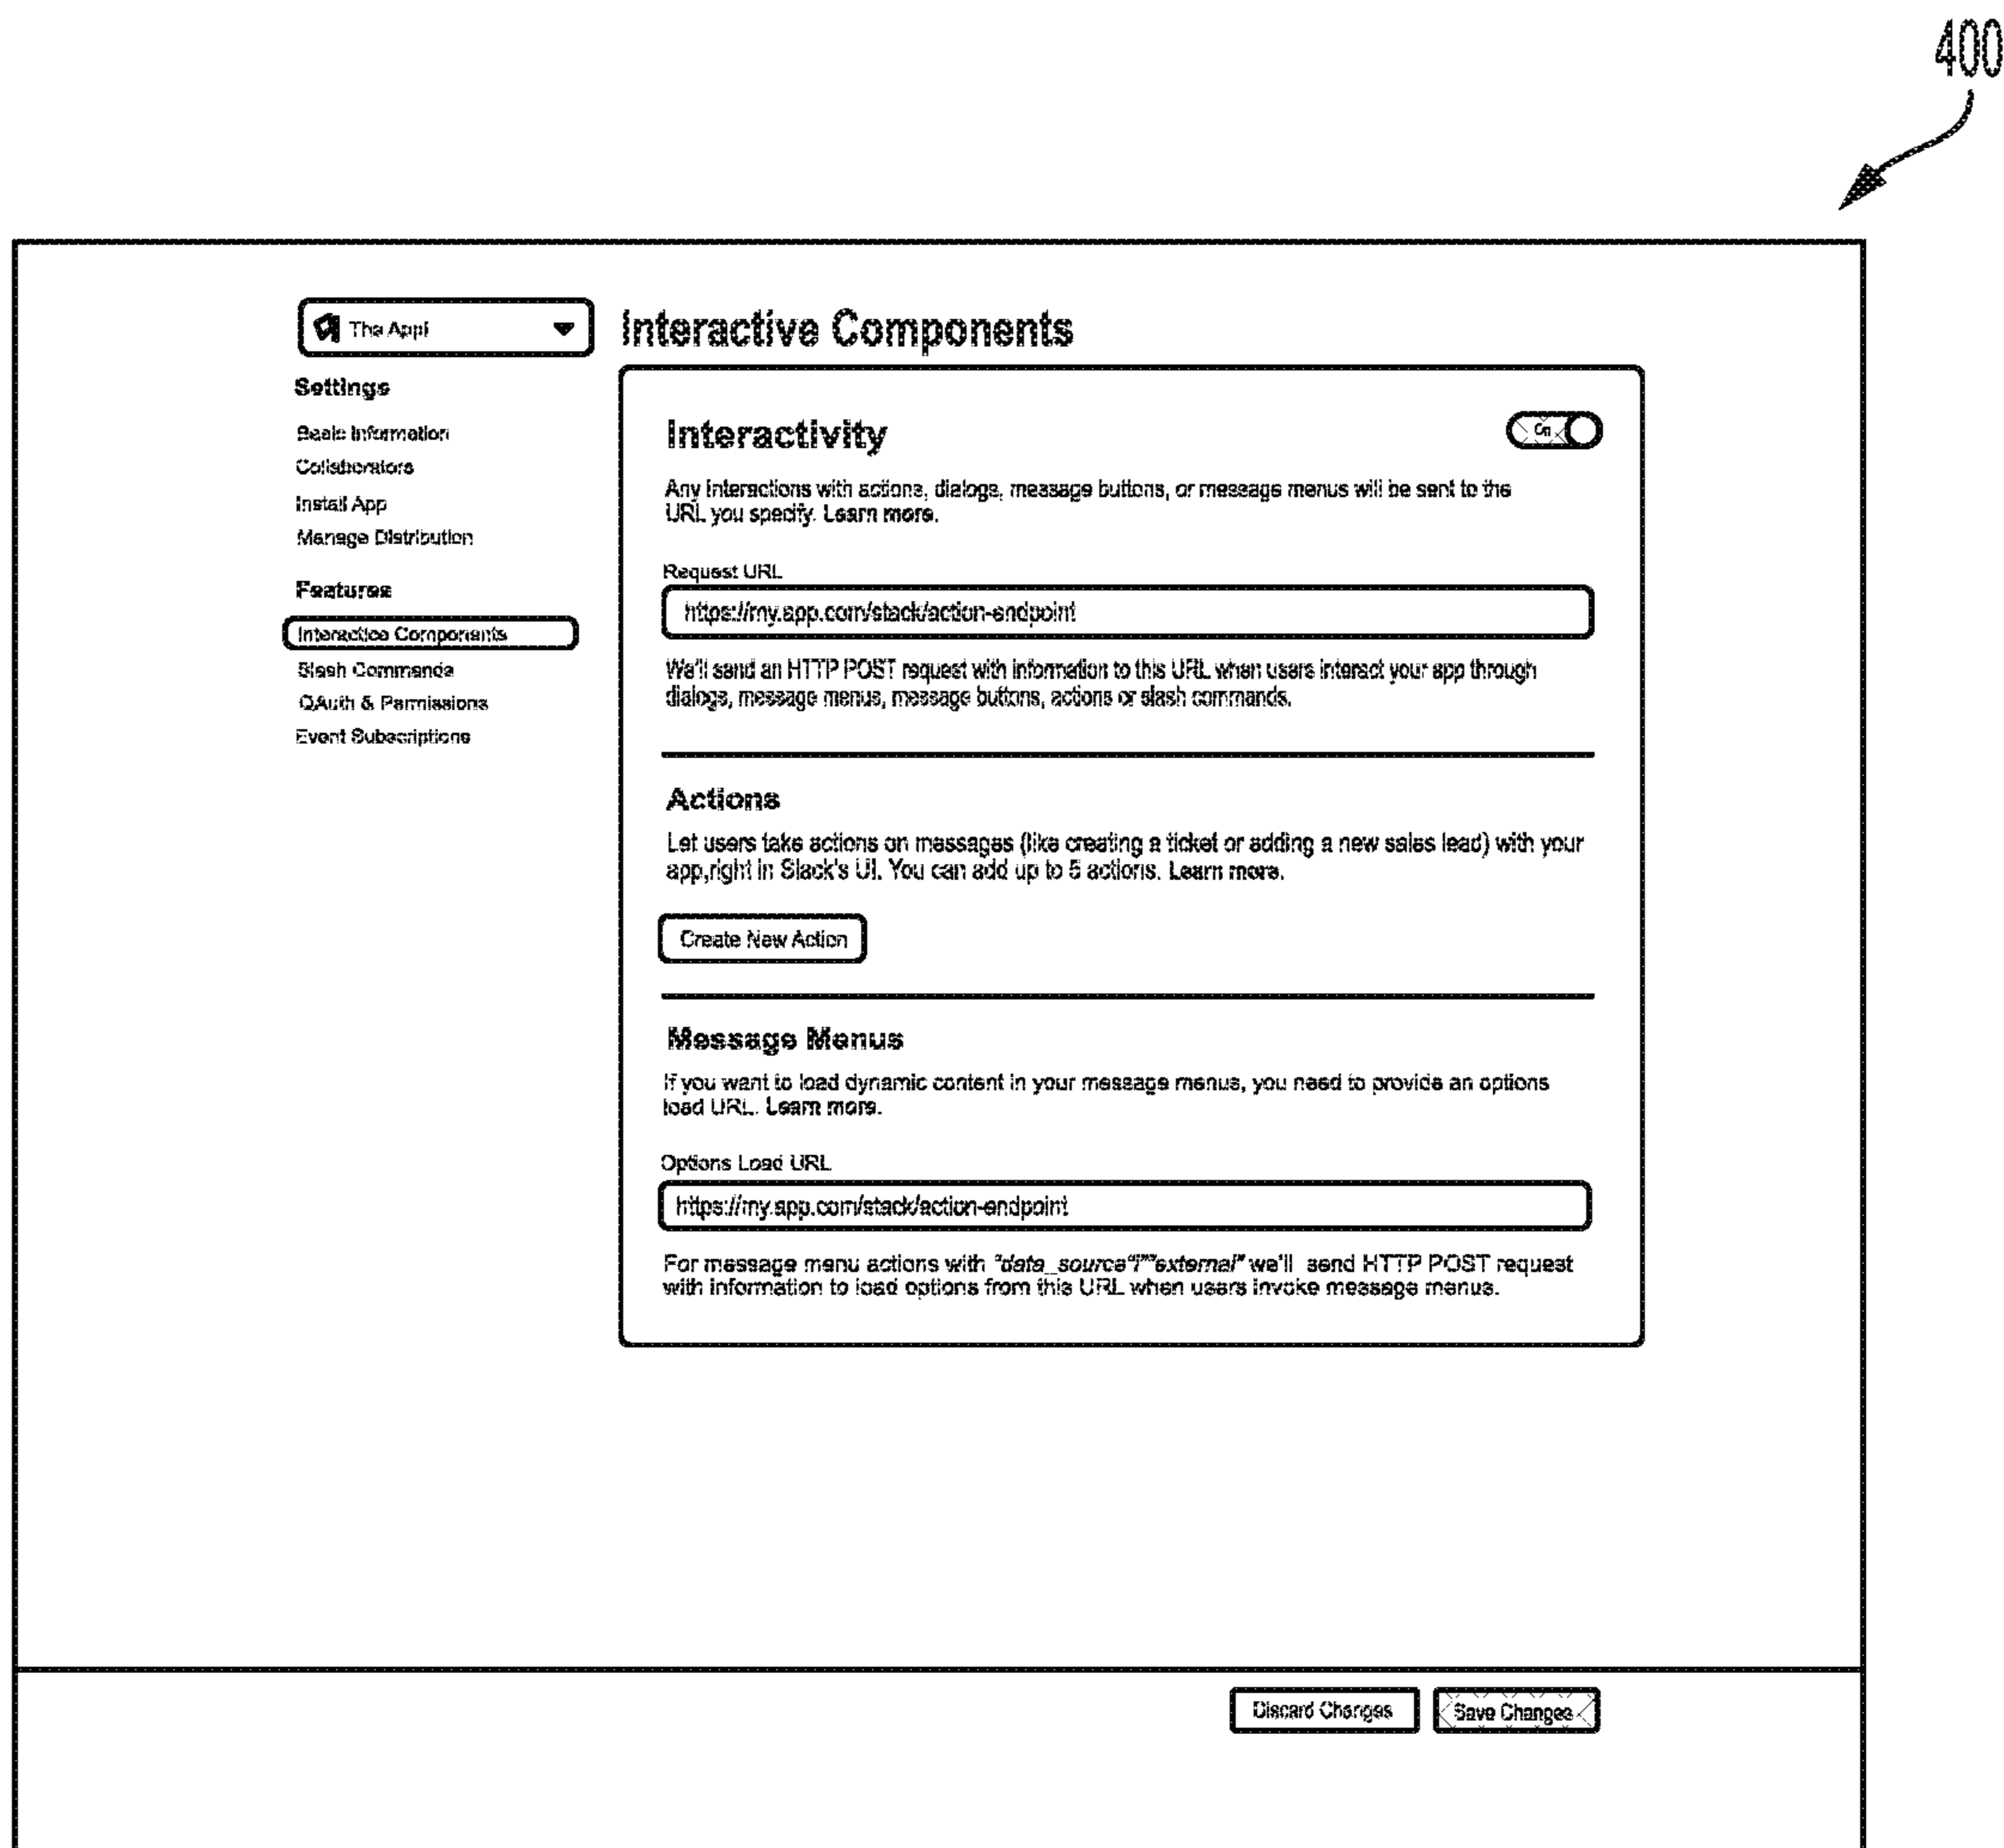 400
The App!
Interactive Components
Settings
Basic Information
Collaborators
Install App
Manage Distribution
Features
Interactice Components
Slash Commands
OAuth & Permissions
Event Subscriptions
Interactivity
On
Any interactions with actions, dialogs, message buttons, or message menus will be sent to the
URL you specify. Learn more.
Request URL
https://my.app.com/stack/action-endpoint
We'll send an HTTP POST request with information to this URL when users interact your app through
dialogs, message menus, message buttons, actions or slash commands.
Actions
Let users take actions on messages (like creating a ticket or adding a new sales lead) with your
app,right in Slack's UI. You can add up to 5 actions. Learn more.
Create New Action
Message Menus
If you want to load dynamic content in your message menus, you need to provide an options
load URL. Learn more.
Options Load URL
https://my.app.com/stack/action-endpoint
For message menu actions with "data_source"/"external" we'll send HTTP POST request
with information to load options from this URL when users invoke message menus.
Discard Changes
Save Changes